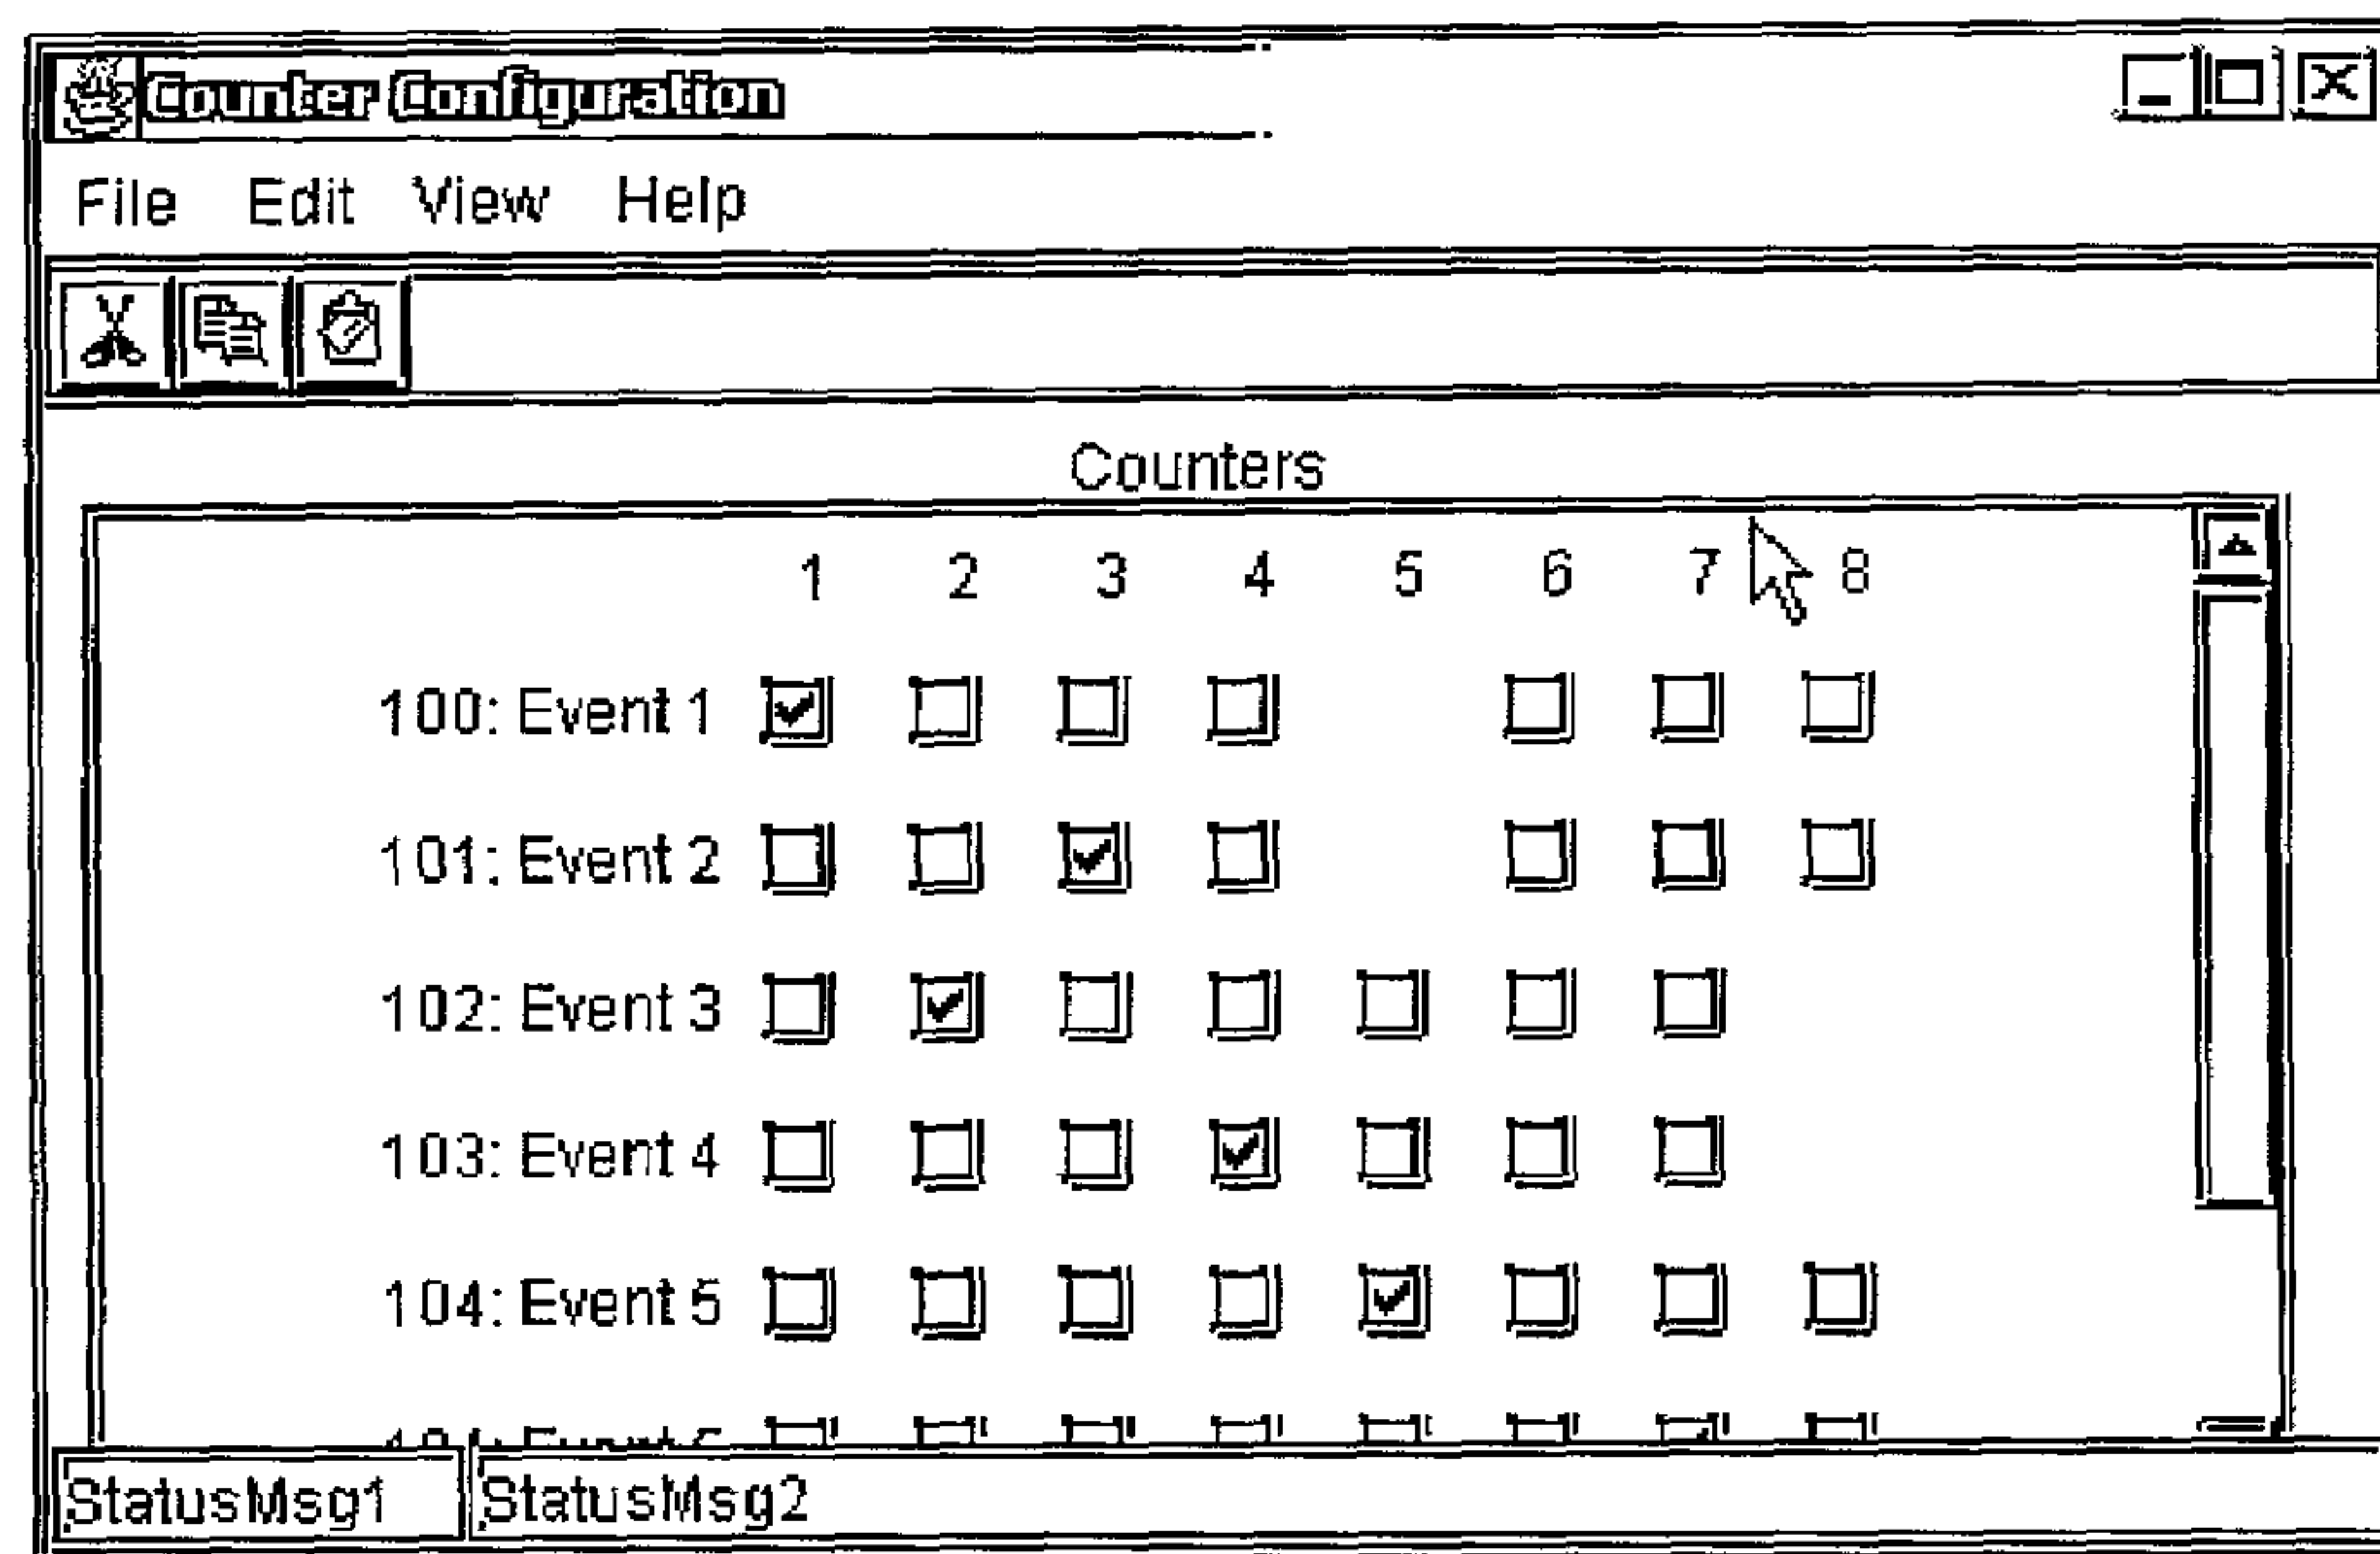 Counter Configuration
File Edit View Help
Counters
1 2 3 4 5 6 7 8
100: Event 1
101: Event 2
102: Event 3
103: Event 4
104: Event 5
StatusMsg1 StatusMsg2